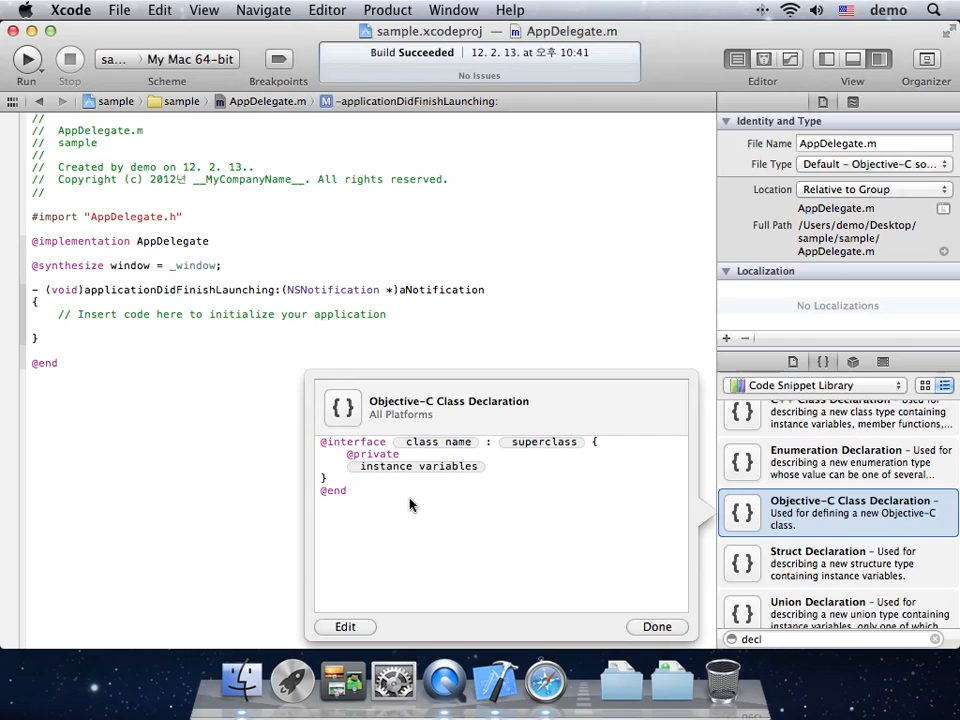 Xcode File Edit View Navigate Editor Product Window Help demo
sample.xcodeproj — AppDelegate.m
Run Stop sa... My Mac 64-bit Scheme Breakpoints
Build Succeeded 12. 2. 13. at 오후 10:41
No Issues
Editor View Organizer
sample sample AppDelegate.m M -applicationDidFinishLaunching:
//
// AppDelegate.m
// sample
//
// Created by demo on 12. 2. 13..
// Copyright (c) 2012년 __MyCompanyName__. All rights reserved.
//
#import "AppDelegate.h"
@implementation AppDelegate
@synthesize window = _window;
- (void)applicationDidFinishLaunching:(NSNotification *)aNotification
{
// Insert code here to initialize your application
}
@end
{ } Objective-C Class Declaration
All Platforms
@interface class name : superclass {
@private
instance variables
}
@end
Edit Done
Identity and Type
File Name AppDelegate.m
File Type Default - Objective-C so...
Location Relative to Group
AppDelegate.m
Full Path /Users/demo/Desktop/
sample/sample/
AppDelegate.m
Localization
No Localizations
+ −
{ }
Code Snippet Library
{ } C++ Class Declaration - Used for
describing a new class type containing
instance variables, member functions,...
{ } Enumeration Declaration - Used for
describing a new enumeration type
whose value can be one of several...
{ } Objective-C Class Declaration -
Used for defining a new Objective-C
class.
{ } Struct Declaration - Used for
describing a new structure type
containing instance variables.
{ } Union Declaration - Used for
describing a new union type containing
instance variables, only one of which
decl